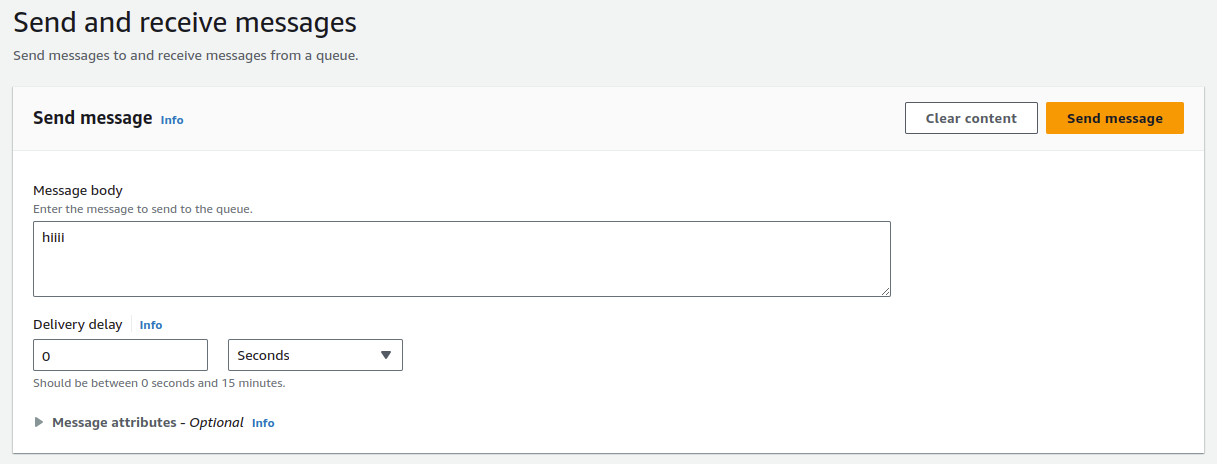 Send and receive messages
Send messages to and receive messages from a queue.
Send message Info
Clear content
Send message
Message body
Enter the message to send to the queue.
hiiii
Delivery delay Info
0
Seconds
Should be between 0 seconds and 15 minutes.
Message attributes - Optional Info